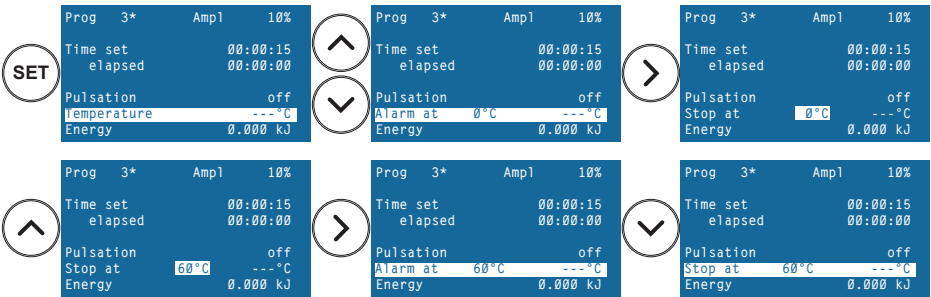 SET
Prog 3* Ampl 10%
Time set 00:00:15
elapsed 00:00:00
Pulsation off
Temperature ---°C
Energy 0.000 kJ
Prog 3* Ampl 10%
Time set 00:00:15
elapsed 00:00:00
Pulsation off
Alarm at 0°C ---°C
Energy 0.000 kJ
Prog 3* Ampl 10%
Time set 00:00:15
elapsed 00:00:00
Pulsation off
Stop at 0°C ---°C
Energy 0.000 kJ
Prog 3* Ampl 10%
Time set 00:00:15
elapsed 00:00:00
Pulsation off
Stop at 60°C ---°C
Energy 0.000 kJ
Prog 3* Ampl 10%
Time set 00:00:15
elapsed 00:00:00
Pulsation off
Alarm at 60°C ---°C
Energy 0.000 kJ
Prog 3* Ampl 10%
Time set 00:00:15
elapsed 00:00:00
Pulsation off
Stop at 60°C ---°C
Energy 0.000 kJ